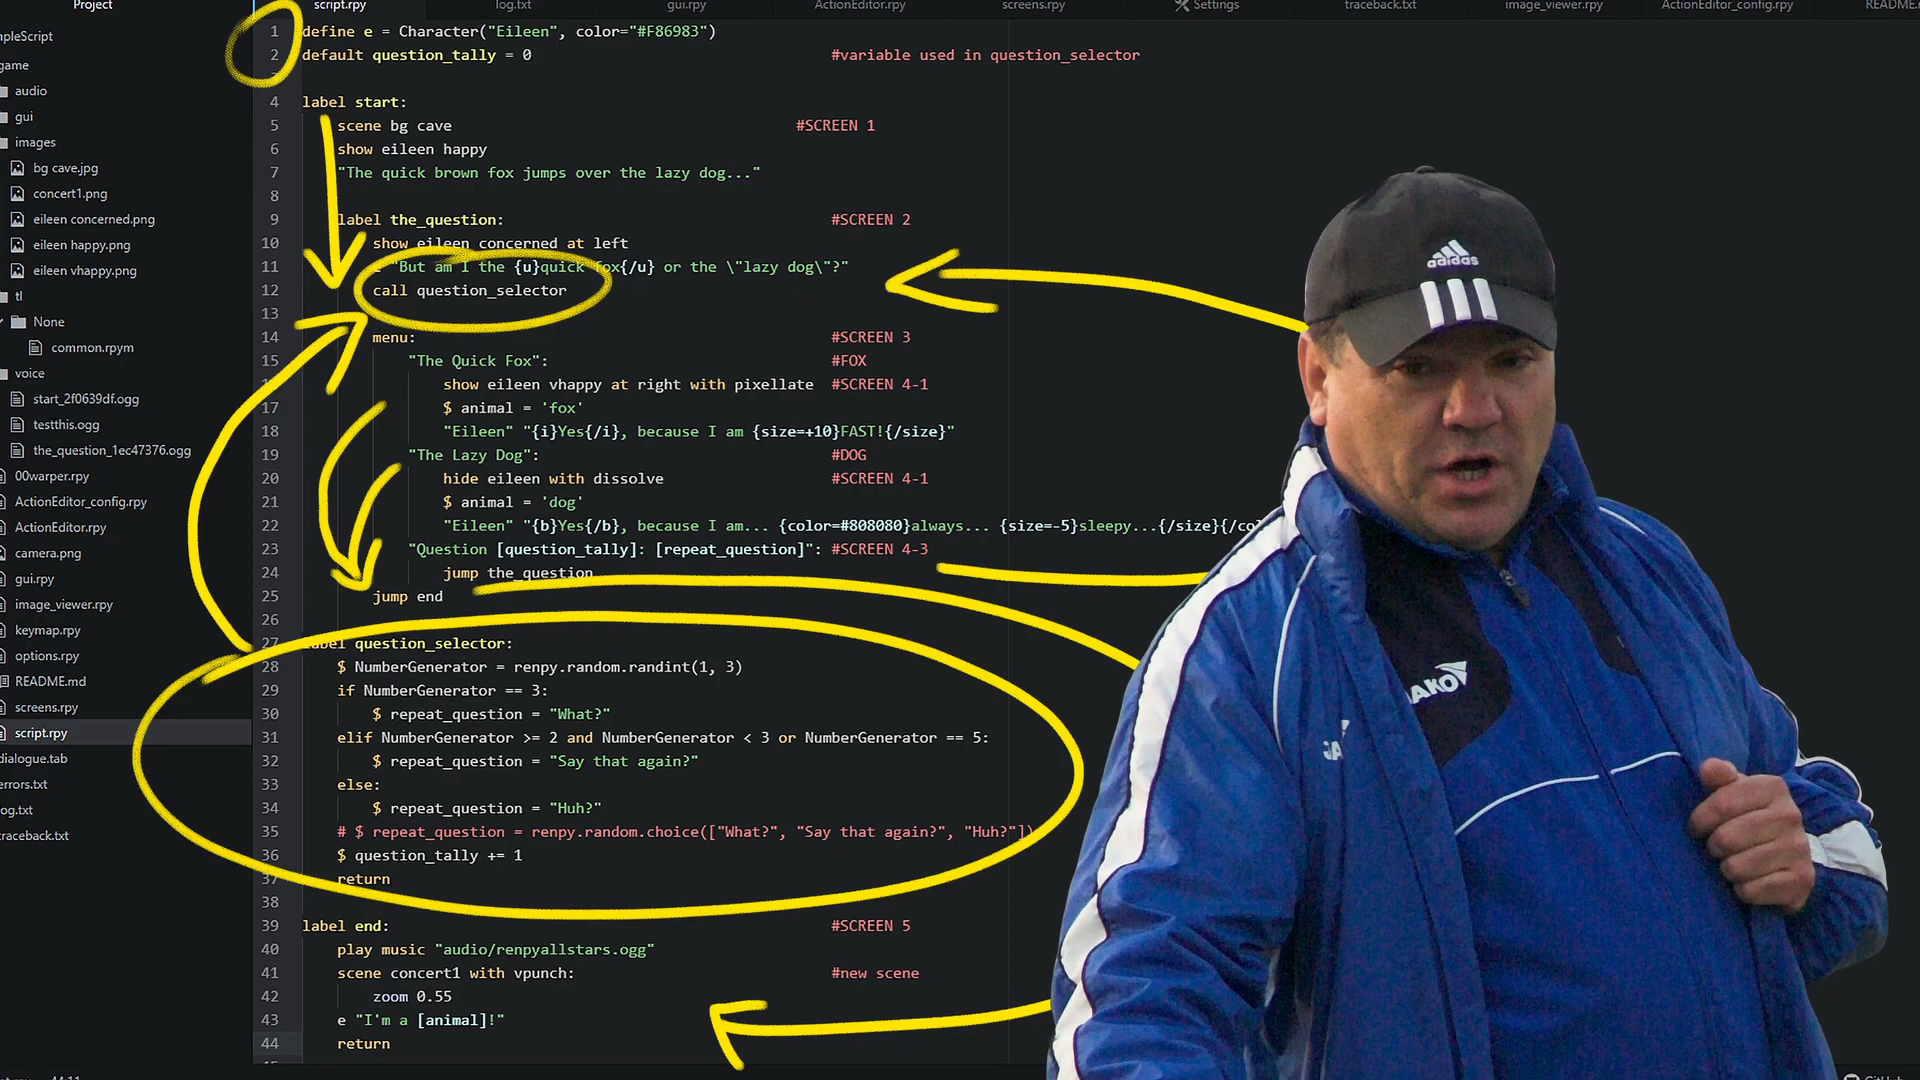 Project
script.rpy
log.txt
gui.rpy
ActionEditor.rpy
screens.rpy
Settings
traceback.txt
image_viewer.rpy
ActionEditor_config.rpy
game
audio
gui
images
bg cave.jpg
concert1.png
eileen concerned.png
eileen happy.png
eileen vhappy.png
tl
None
common.rpym
voice
start_2f0639df.ogg
testthis.ogg
the_question_1ec47376.ogg
00warper.rpy
ActionEditor_config.rpy
ActionEditor.rpy
camera.png
gui.rpy
image_viewer.rpy
keymap.rpy
options.rpy
README.md
screens.rpy
script.rpy
dialogue.tab
errors.txt
log.txt
traceback.txt
1 define e = Character("Eileen", color="#F86983")
2 default question_tally = 0 #variable used in question_selector
4 label start:
5 scene bg cave #SCREEN 1
6 show eileen happy
7 "The quick brown fox jumps over the lazy dog..."
8
9 label the_question: #SCREEN 2
10 show eileen concerned at left
11 "But am I the {u}quick fox{/u} or the \"lazy dog\"?"
12 call question_selector
13
14 menu: #SCREEN 3
15 "The Quick Fox": #FOX
show eileen vhappy at right with pixellate #SCREEN 4-1
17 $ animal = 'fox'
18 "Eileen" "{i}Yes{/i}, because I am {size=+10}FAST!{/size}"
19 "The Lazy Dog": #DOG
20 hide eileen with dissolve #SCREEN 4-1
21 $ animal = 'dog'
22 "Eileen" "{b}Yes{/b}, because I am... {color=#808080}always... {size=-5}sleepy...{/size}{/co
23 "Question [question_tally]: [repeat_question]": #SCREEN 4-3
24 jump the_question
25 jump end
26
27 label question_selector:
28 $ NumberGenerator = renpy.random.randint(1, 3)
29 if NumberGenerator == 3:
30 $ repeat_question = "What?"
31 elif NumberGenerator >= 2 and NumberGenerator < 3 or NumberGenerator == 5:
32 $ repeat_question = "Say that again?"
33 else:
34 $ repeat_question = "Huh?"
35 # $ repeat_question = renpy.random.choice(["What?", "Say that again?", "Huh?"])
36 $ question_tally += 1
37 return
38
39 label end: #SCREEN 5
40 play music "audio/renpyallstars.ogg"
41 scene concert1 with vpunch: #new scene
42 zoom 0.55
43 e "I'm a [animal]!"
44 return
adidas
JAKO